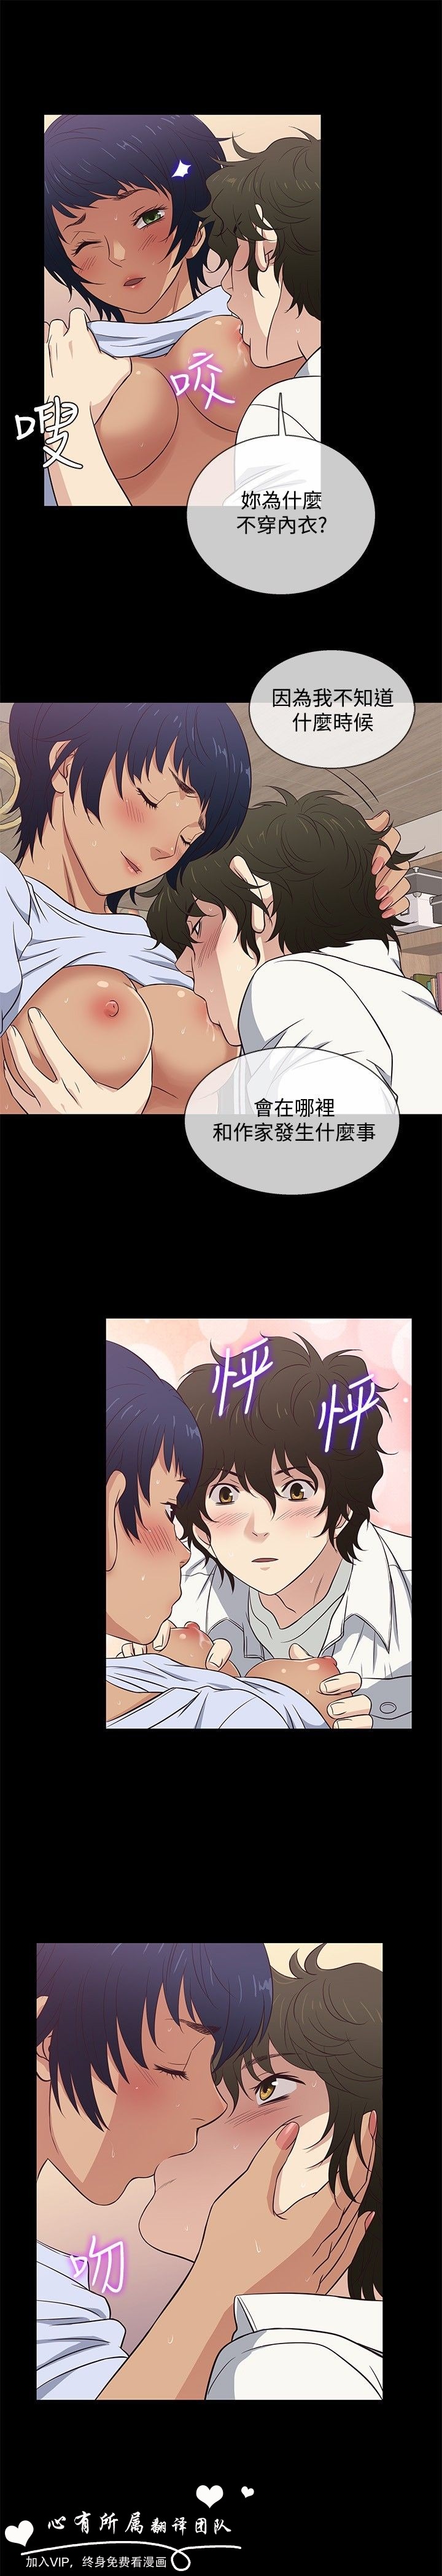 咬
嗖
妳為什麼
不穿內衣?
因為我不知道
什麼時候
會在哪裡
和作家發生什麼事
怦
怦
吻
心有所属翻译团队
加入VIP，终身免费看漫画